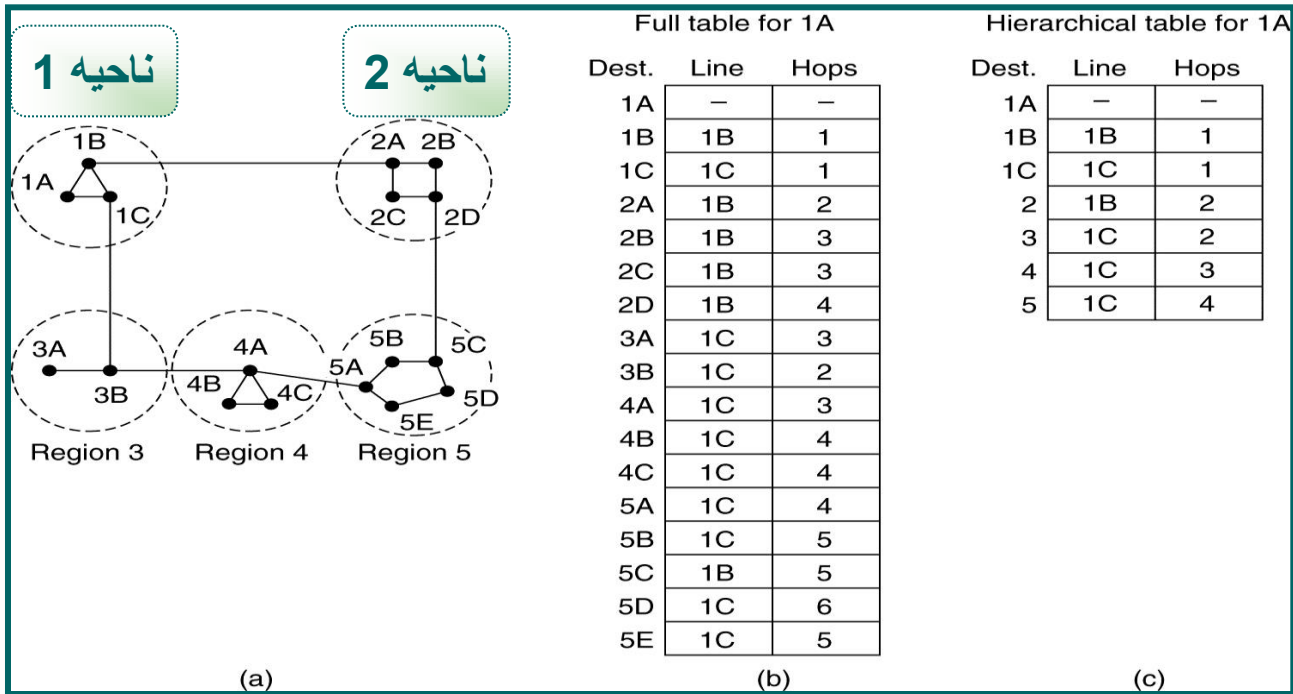 ناحیه 1
ناحیه 2
1B
1A
1C
2A 2B
2C 2D
3A
3B
4A
4B 4C
5B 5C
5A
5D
5E
Region 3 Region 4 Region 5
(a)
Full table for 1A
Dest. Line Hops
1A – –
1B 1B 1
1C 1C 1
2A 1B 2
2B 1B 3
2C 1B 3
2D 1B 4
3A 1C 3
3B 1C 2
4A 1C 3
4B 1C 4
4C 1C 4
5A 1C 4
5B 1C 5
5C 1B 5
5D 1C 6
5E 1C 5
(b)
Hierarchical table for 1A
Dest. Line Hops
1A – –
1B 1B 1
1C 1C 1
2 1B 2
3 1C 2
4 1C 3
5 1C 4
(c)